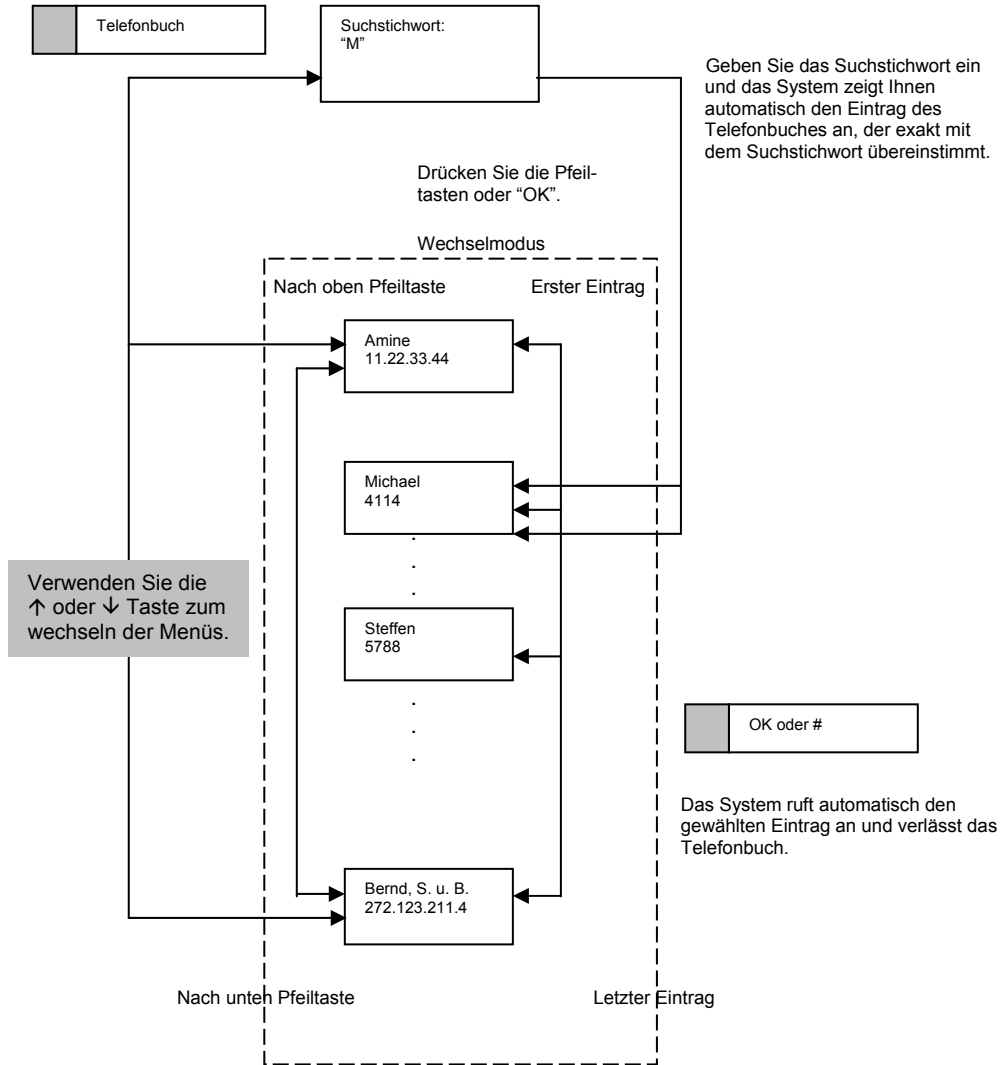 Telefonbuch
Suchstichwort:
“M”
Geben Sie das Suchstichwort ein
und das System zeigt Ihnen
automatisch den Eintrag des
Telefonbuches an, der exakt mit
dem Suchstichwort übereinstimmt.
Drücken Sie die Pfeil-
tasten oder “OK”.
Wechselmodus
Nach oben Pfeiltaste
Erster Eintrag
Amine
11.22.33.44
Michael
4114
.
.
.
Verwenden Sie die
↑ oder ↓ Taste zum
wechseln der Menüs.
Steffen
5788
.
.
.
OK oder #
Das System ruft automatisch den
gewählten Eintrag an und verlässt das
Telefonbuch.
Bernd, S. u. B.
272.123.211.4
Nach unten Pfeiltaste
Letzter Eintrag